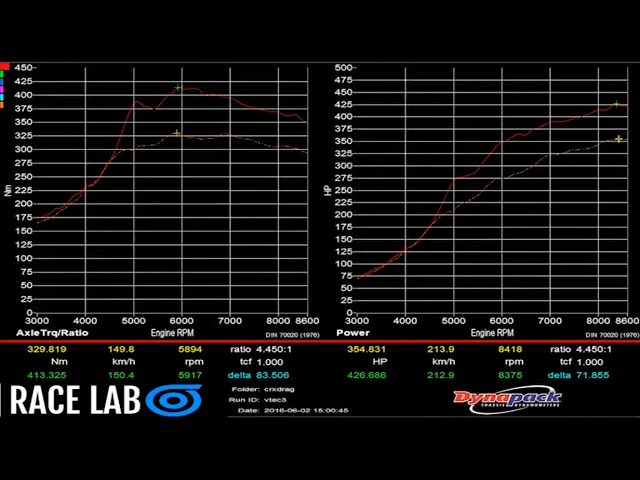 450
425
400
375
350
325
300
275
250
225
200
175
150
125
100
75
50
25
0
Nm
3000 4000 5000 6000 7000 8000 8600
AxleTrq/Ratio Engine RPM DIN 70020 (1976)
500
475
450
425
400
375
350
325
300
275
250
225
200
175
150
125
100
75
50
25
0
HP
3000 4000 5000 6000 7000 8000 8600
Power Engine RPM DIN 70020 (1976)
329.819 149.8 5894 ratio 4.450:1
Nm km/h rpm tcf 1.000
413.325 150.4 5917 delta 83.506
354.831 213.9 8418 ratio 4.450:1
HP km/h rpm tcf 1.000
426.686 212.9 8375 delta 71.855
RACE LAB
Folder: crxdrag
Run ID: vtec3
Date: 2016-06-02 15:00:45
Dynapack
CHASSIS DYNAMOMETERS